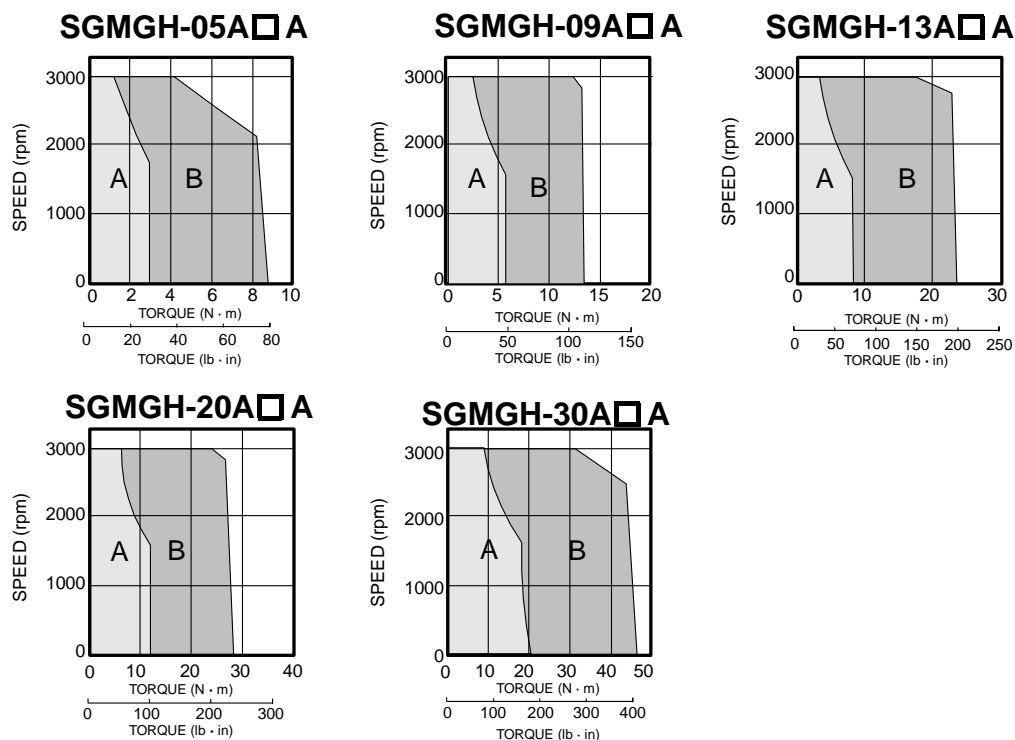 SGMGH-05A□A
3000
2000
1000
0
SPEED (rpm)
A
B
0 2 4 6 8 10
TORQUE (N・m)
0 20 40 60 80
TORQUE (lb・in)
SGMGH-09A□A
3000
2000
1000
0
SPEED (rpm)
A
B
0 5 10 15 20
TORQUE (N・m)
0 50 100 150
TORQUE (lb・in)
SGMGH-13A□A
3000
2000
1000
0
SPEED (rpm)
A
B
0 10 20 30
TORQUE (N・m)
0 50 100 150 200 250
TORQUE (lb・in)
SGMGH-20A□A
3000
2000
1000
0
SPEED (rpm)
A
B
0 10 20 30 40
TORQUE (N・m)
0 100 200 300
TORQUE (lb・in)
SGMGH-30A□A
3000
2000
1000
0
SPEED (rpm)
A
B
0 10 20 30 40 50
TORQUE (N・m)
0 100 200 300 400
TORQUE (lb・in)